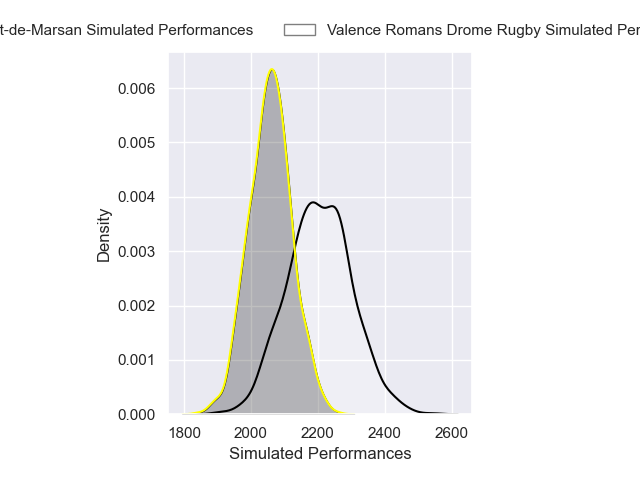 t-de-Marsan Simulated Performances
Valence Romans Drome Rugby Simulated Per
0.006
0.005
0.004
0.003
0.002
0.001
0.000
Density
1800 2000 2200 2400 2600
Simulated Performances